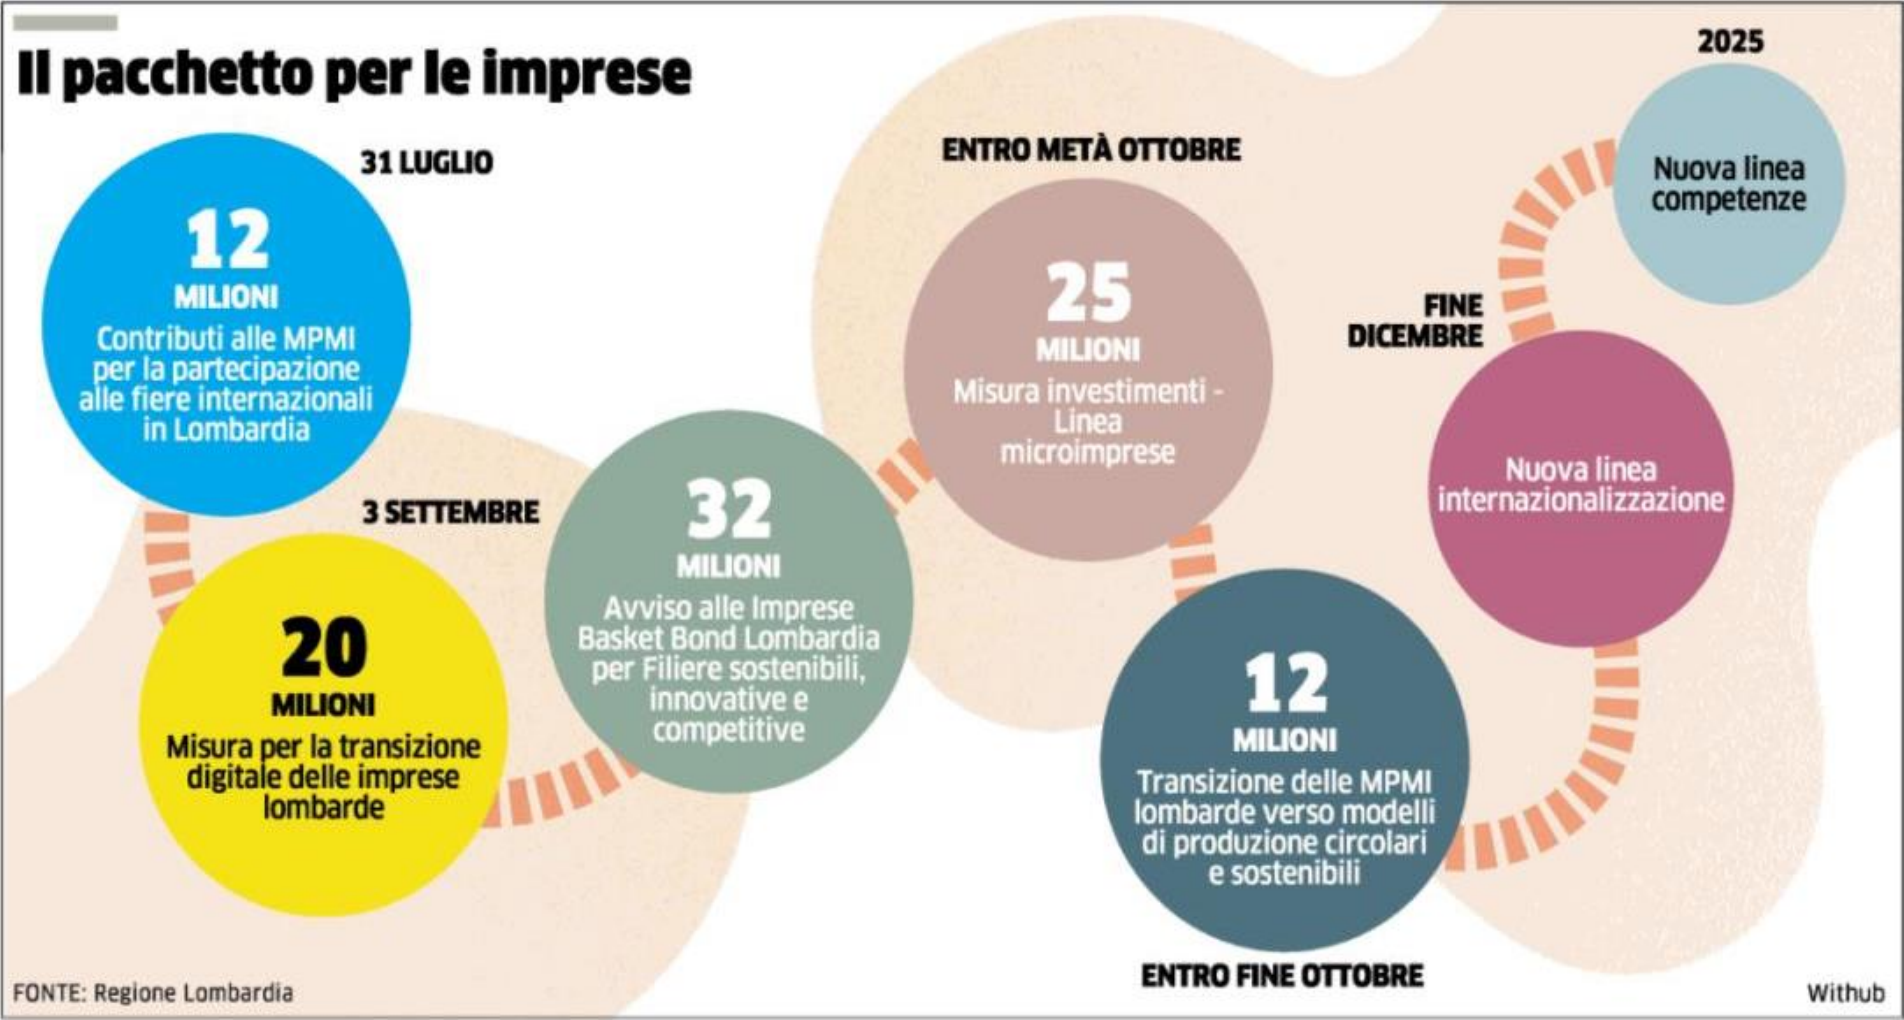 Il pacchetto per le imprese
31 LUGLIO
12
MILIONI
Contributi alle MPMI
per la partecipazione
alle fiere internazionali
in Lombardia
3 SETTEMBRE
20
MILIONI
Misura per la transizione
digitale delle imprese
lombarde
32
MILIONI
Avviso alle Imprese
Basket Bond Lombardia
per Filiere sostenibili,
innovative e
competitive
ENTRO METÀ OTTOBRE
25
MILIONI
Misura investimenti -
Linea
microimprese
12
MILIONI
Transizione delle MPMI
lombarde verso modelli
di produzione circolari
e sostenibili
ENTRO FINE OTTOBRE
FINE
DICEMBRE
Nuova linea
internazionalizzazione
2025
Nuova linea
competenze
FONTE: Regione Lombardia
Withub